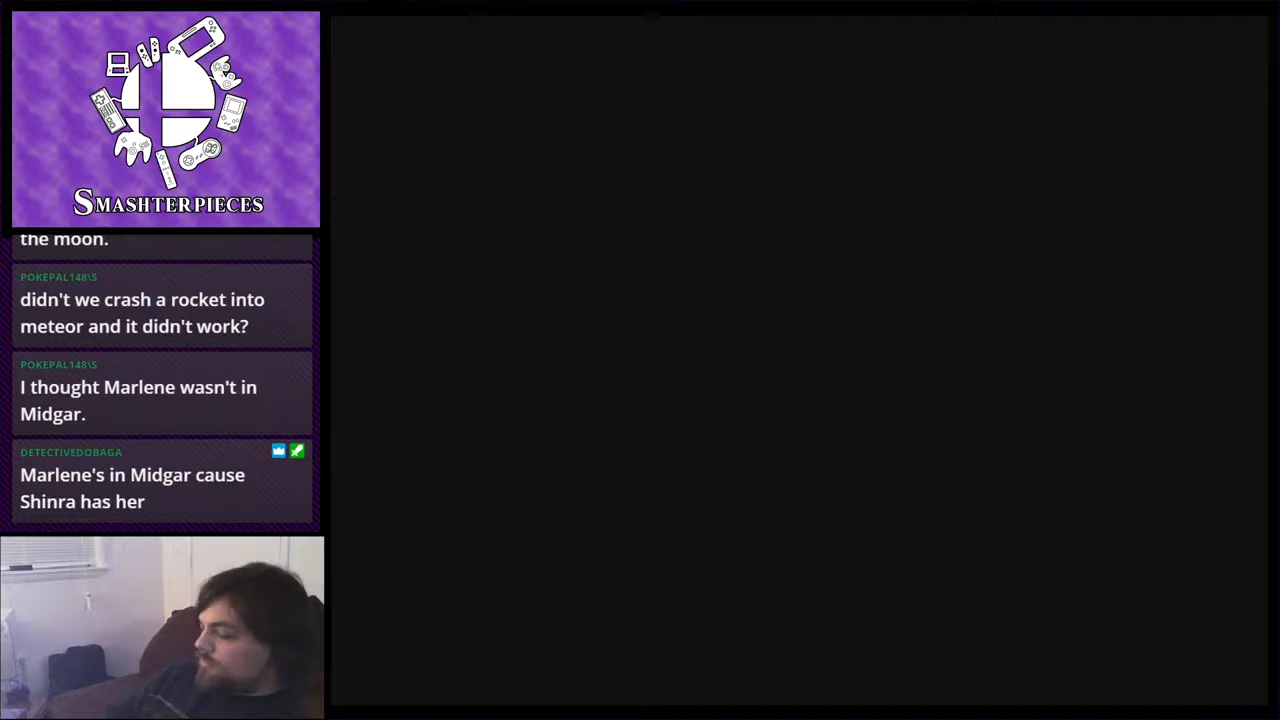 SMASHTERPIECES
the moon.
POKEPAL148\S
didn't we crash a rocket into
meteor and it didn't work?
POKEPAL148\S
I thought Marlene wasn't in
Midgar.
DETECTIVEDOBAGA
Marlene's in Midgar cause
Shinra has her